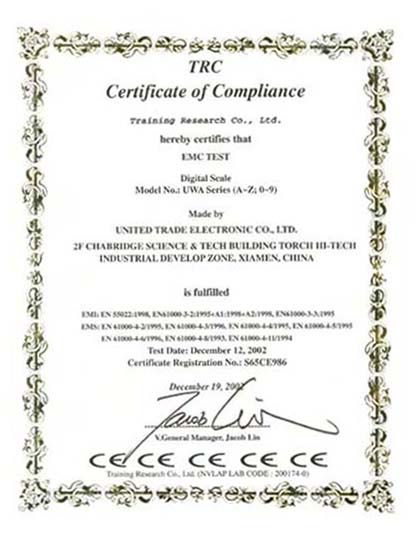 TRC
Certificate of Compliance
Training Research Co., Ltd.
hereby certifies that
EMC TEST
Digital Scale
Model No.: UWA Series (A~Z; 0~9)
Made by
UNITED TRADE ELECTRONIC CO., LTD.
2F CHABRIDGE SCIENCE & TECH BUILDING TORCH HI-TECH
INDUSTRIAL DEVELOP ZONE, XIAMEN, CHINA
is fulfilled
EMI: EN 55022:1998, EN61000-3-2:1995+A1:1998+A2:1998, EN61000-3-3:1995
EMS: EN 61000-4-2/1995, EN 61000-4-3/1996, EN 61000-4-4/1995, EN 61000-4-5/1995
EN 61000-4-6/1996, EN 61000-4-8/1993, EN 61000-4-11/1994
Test Date: December 12, 2002
Certificate Registration No.: S65CE986
December 19, 2002
Jacob Lin
V.General Manager, Jacob Lin
CE CE CE CE CE
Training Research Co., Ltd. (NVLAP LAB CODE : 200174-0)